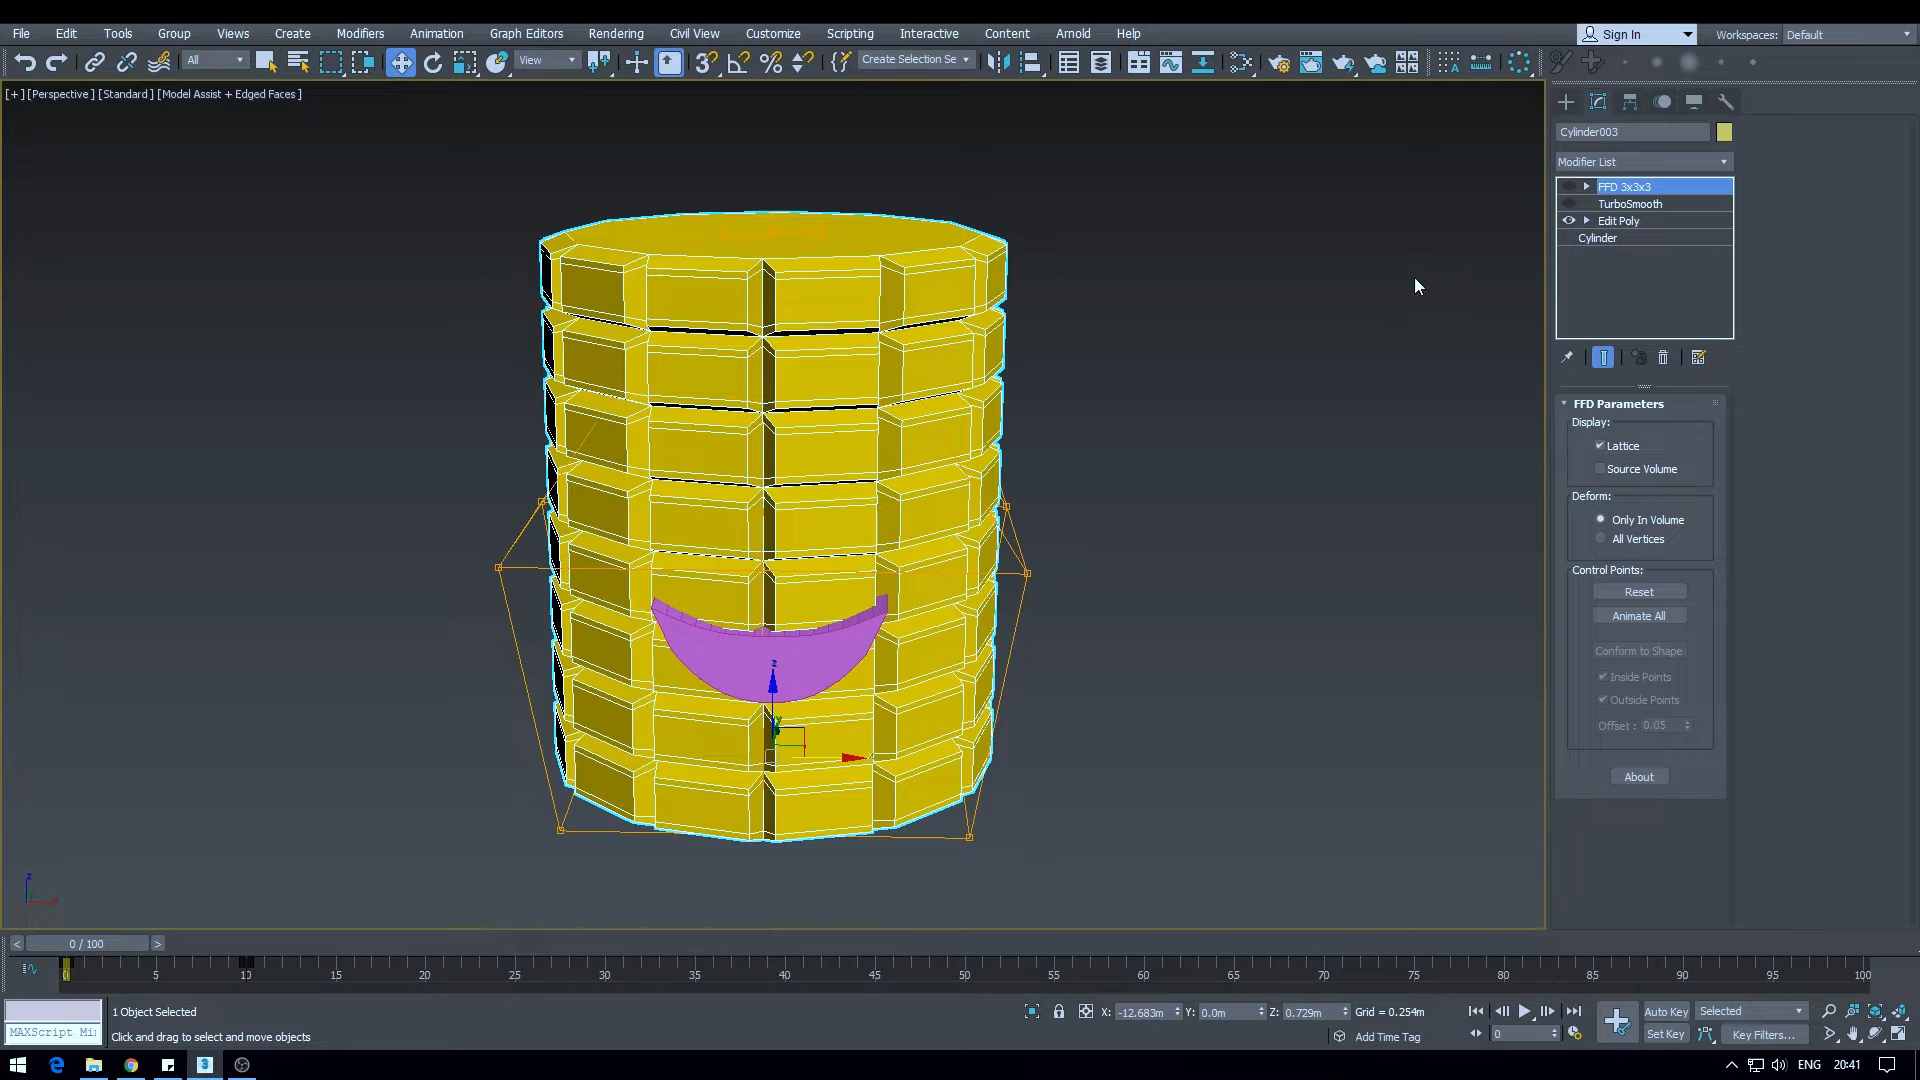 File Edit Tools Group Views Create Modifiers Animation Graph Editors Rendering Civil View Customize Scripting Interactive Content Arnold Help
Sign In
Workspaces: Default
All
View
Create Selection Se
[+] [Perspective] [Standard] [Model Assist + Edged Faces]
Cylinder003
Modifier List
FFD 3x3x3
TurboSmooth
Edit Poly
Cylinder
FFD Parameters
Display:
Lattice
Source Volume
Deform:
Only In Volume
All Vertices
Control Points:
Reset
Animate All
Conform to Shape
Inside Points
Outside Points
Offset: 0.05
About
z
z
x
0 / 100
0 5 10 15 20 25 30 35 40 45 50 55 60 65 70 75 80 85 90 95 100
1 Object Selected
X: -12.683m Y: 0.0m Z: 0.729m Grid = 0.254m
Auto Key Selected
MAXScript Mi
Click and drag to select and move objects
Add Time Tag
0
Set Key Key Filters...
ENG 20:41